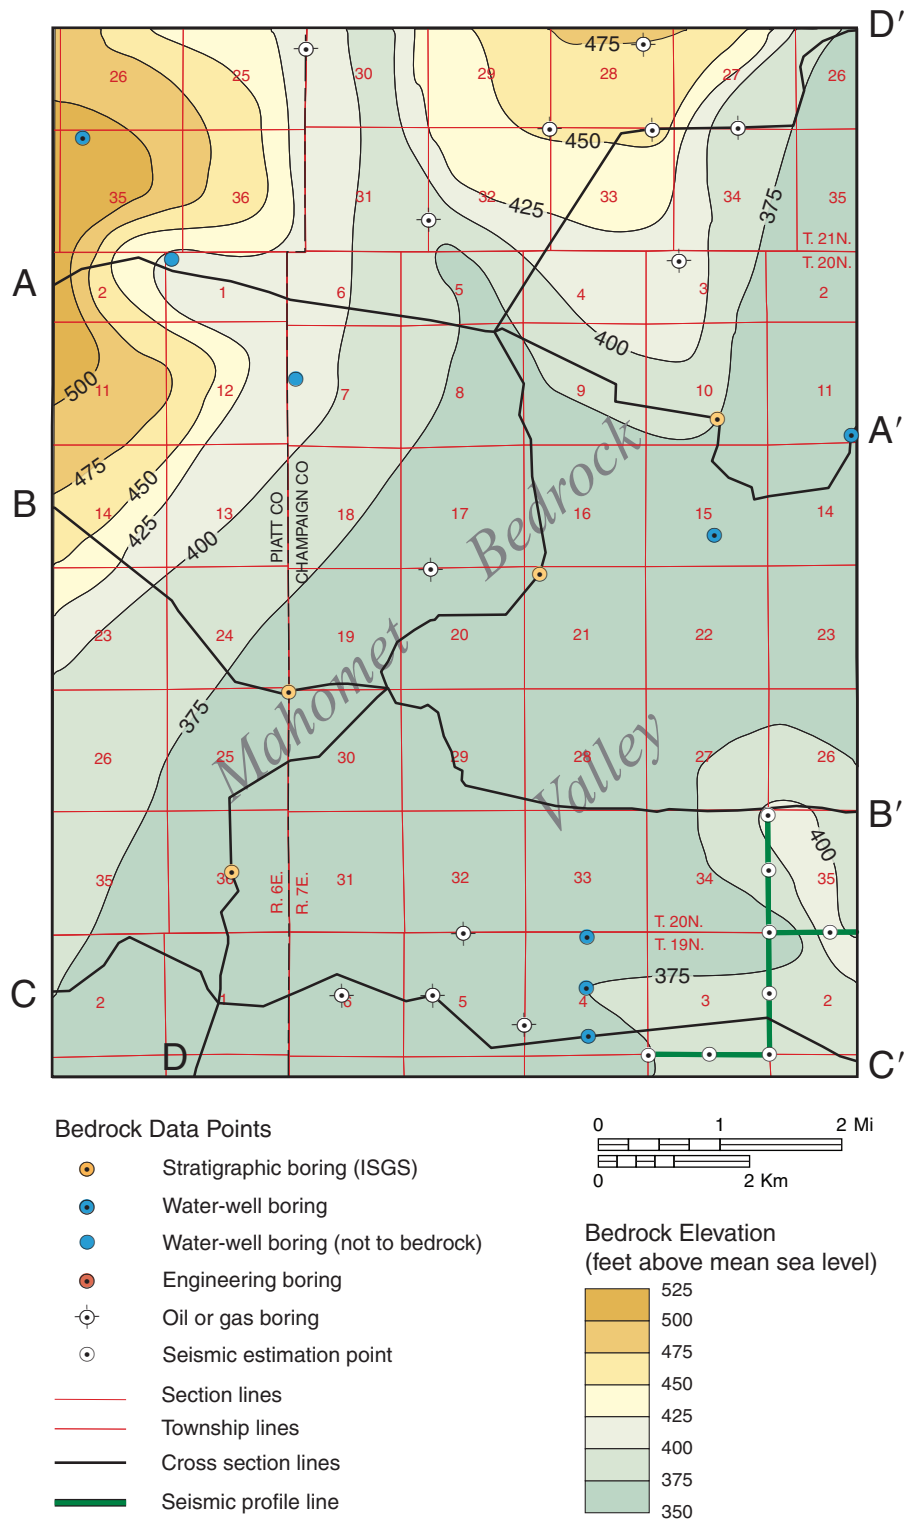 D′
475
26
25
30
29
28
27
26
450
35
36
31
32
33
34
35
425
375
T. 21N.
T. 20N.
A
2
1
6
5
4
3
2
400
500
11
12
7
8
9
10
11
A′
475
450
B
14
13
18
17
16
15
14
425
400
PIATT CO
CHAMPAIGN CO
Mahomet Bedrock Valley
23
24
19
20
21
22
23
375
26
25
30
29
28
27
26
B′
400
35
36
31
32
33
34
35
R. 6E.
R. 7E.
T. 20N.
T. 19N.
375
C
2
1
6
5
4
3
2
D
C′
Bedrock Data Points
Stratigraphic boring (ISGS)
Water-well boring
Water-well boring (not to bedrock)
Engineering boring
Oil or gas boring
Seismic estimation point
Section lines
Township lines
Cross section lines
Seismic profile line
0 1 2 Mi
0 2 Km
Bedrock Elevation
(feet above mean sea level)
525
500
475
450
425
400
375
350